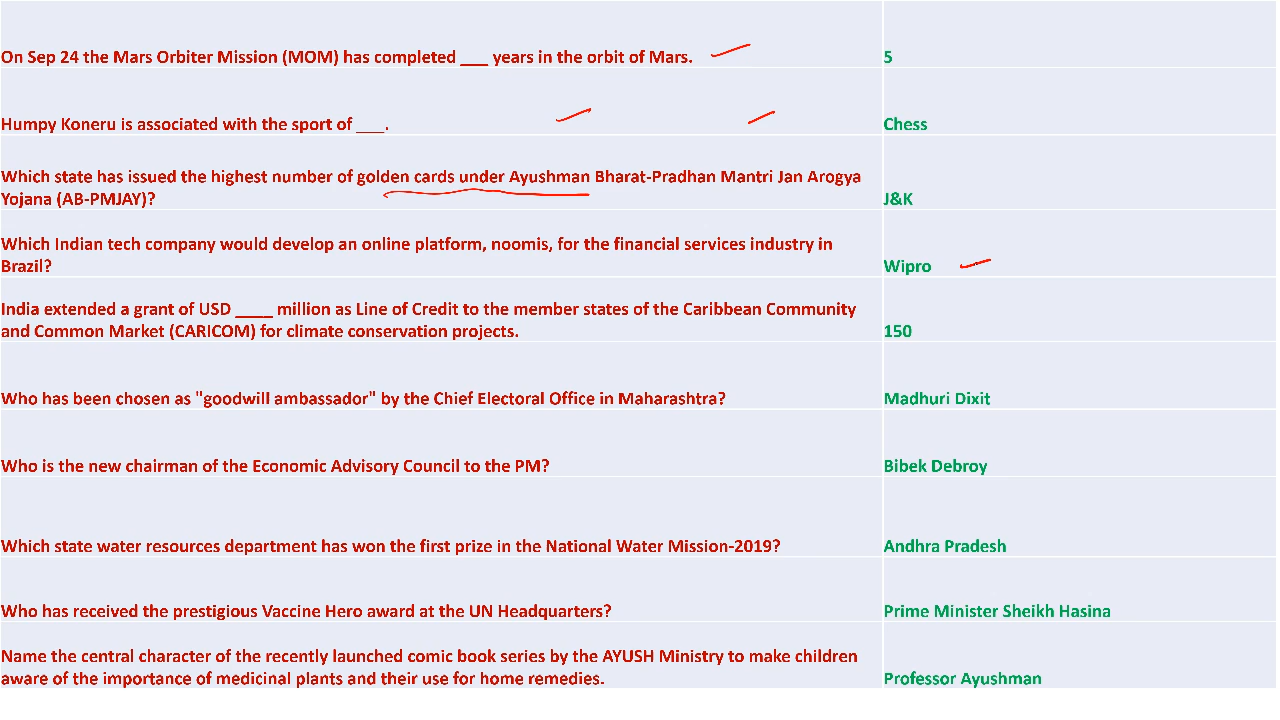 On Sep 24 the Mars Orbiter Mission (MOM) has completed ___ years in the orbit of Mars.
5
Humpy Koneru is associated with the sport of ___.
Chess
Which state has issued the highest number of golden cards under Ayushman Bharat-Pradhan Mantri Jan Arogya
Yojana (AB-PMJAY)?
J&K
Which Indian tech company would develop an online platform, noomis, for the financial services industry in
Brazil?
Wipro
India extended a grant of USD ____ million as Line of Credit to the member states of the Caribbean Community
and Common Market (CARICOM) for climate conservation projects.
150
Who has been chosen as "goodwill ambassador" by the Chief Electoral Office in Maharashtra?
Madhuri Dixit
Who is the new chairman of the Economic Advisory Council to the PM?
Bibek Debroy
Which state water resources department has won the first prize in the National Water Mission-2019?
Andhra Pradesh
Who has received the prestigious Vaccine Hero award at the UN Headquarters?
Prime Minister Sheikh Hasina
Name the central character of the recently launched comic book series by the AYUSH Ministry to make children
aware of the importance of medicinal plants and their use for home remedies.
Professor Ayushman